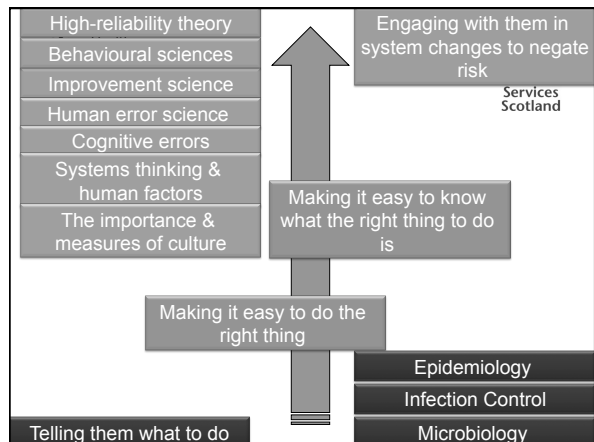 High-reliability theory
Behavioural sciences
Improvement science
Human error science
Cognitive errors
Systems thinking &
human factors
The importance &
measures of culture
Engaging with them in
system changes to negate
risk
Services
Scotland
Making it easy to know
what the right thing to do
is
Making it easy to do the
right thing
Epidemiology
Infection Control
Microbiology
Telling them what to do